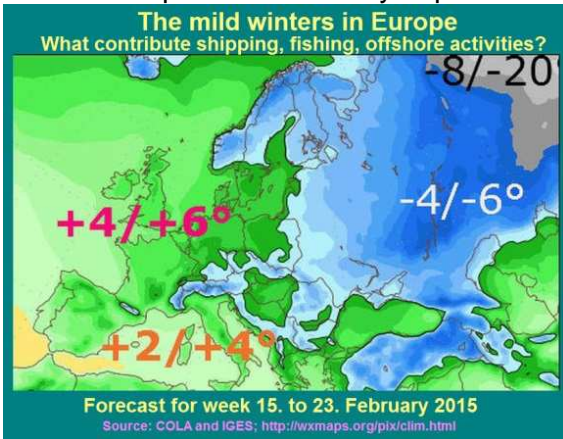 The mild winters in Europe
What contribute shipping, fishing, offshore activities?
-8/-20°
-4/-6°
+4/+6°
+2/+4°
Forecast for week 15. to 23. February 2015
Source: COLA and IGES; http://wxmaps.org/pix/clim.html